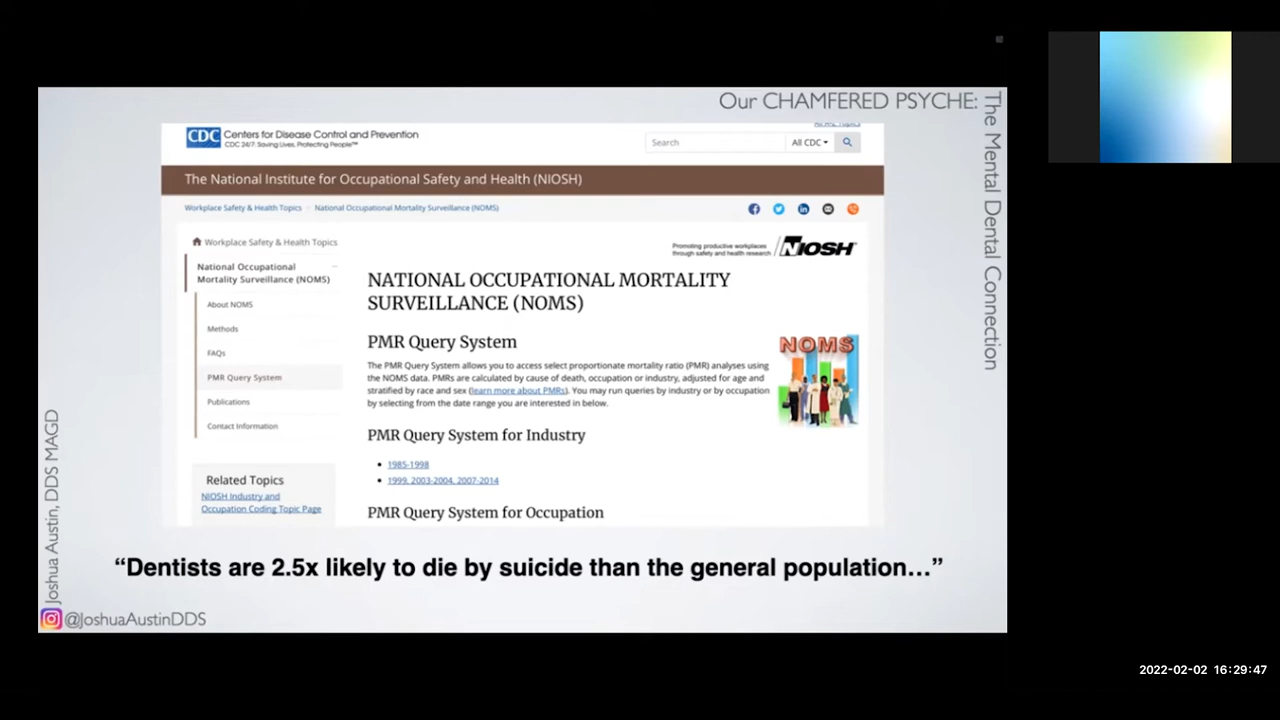 Our CHAMFERED PSYCHE:
The Mental Dental Connection
CDC
Centers for Disease Control and Prevention
CDC 24/7: Saving Lives, Protecting People™
Search
All CDC
The National Institute for Occupational Safety and Health (NIOSH)
Workplace Safety & Health Topics
National Occupational Mortality Surveillance (NOMS)
Promoting productive workplaces
through safety and health research
NIOSH
Workplace Safety & Health Topics
National Occupational
Mortality Surveillance (NOMS)
About NOMS
Methods
FAQs
PMR Query System
Publications
Contact Information
Related Topics
NIOSH Industry and
Occupation Coding Topic Page
NATIONAL OCCUPATIONAL MORTALITY
SURVEILLANCE (NOMS)
PMR Query System
The PMR Query System allows you to access select proportionate mortality ratio (PMR) analyses using
the NOMS data. PMRs are calculated by cause of death, occupation or industry, adjusted for age and
stratified by race and sex (learn more about PMRs). You may run queries by industry or by occupation
by selecting from the date range you are interested in below.
NOMS
PMR Query System for Industry
• 1985-1998
• 1999, 2003-2004, 2007-2014
PMR Query System for Occupation
“Dentists are 2.5x likely to die by suicide than the general population…”
Joshua Austin, DDS MAGD
@JoshuaAustinDDS
2022-02-02 16:29:47